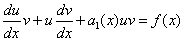 du/dx v + u dv/dx + a₁(x)uv = f(x)